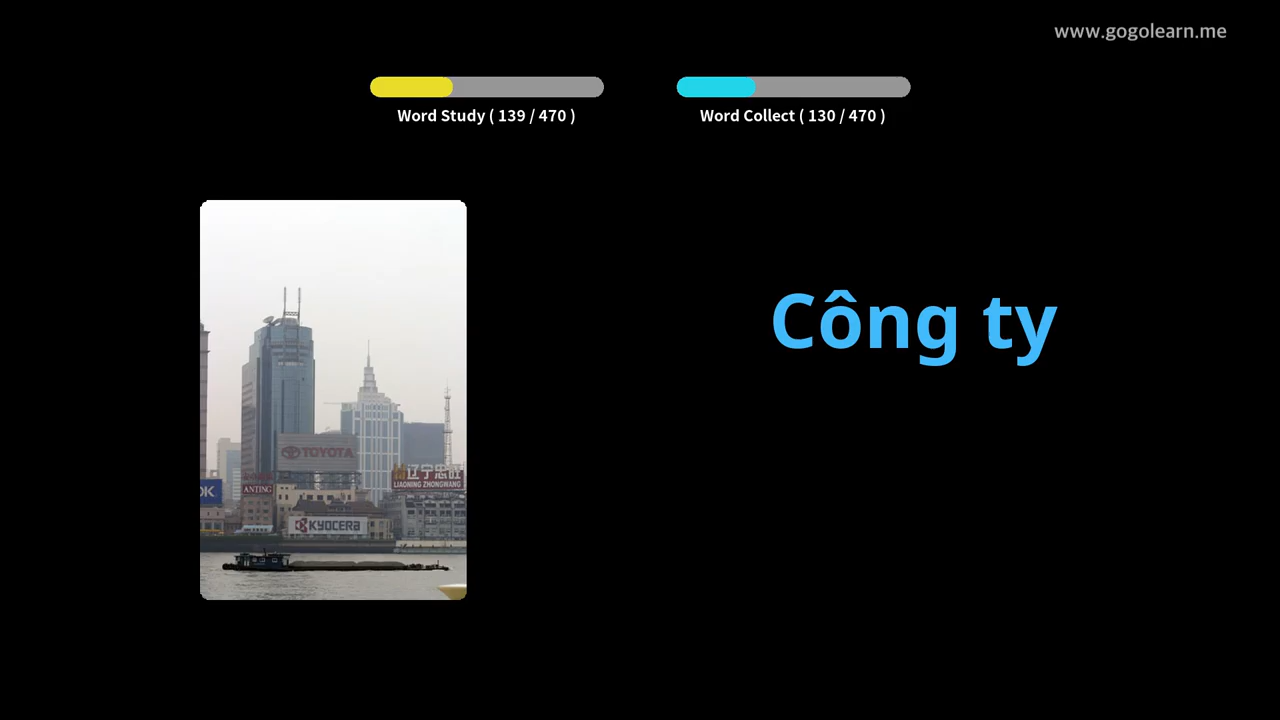 www.gogolearn.me
Word Study ( 139 / 470 )
Word Collect ( 130 / 470 )
Công ty
TOYOTA
辽宁忠旺
LIAONING ZHONGWANG
OK
ANTING
KYOCERA